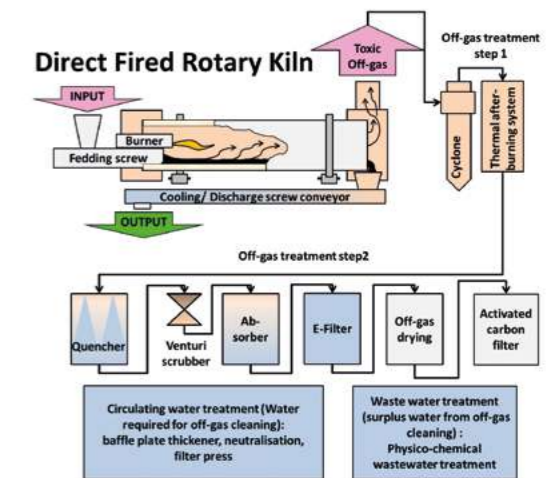 Direct Fired Rotary Kiln
Toxic
Off-gas
Off-gas treatment
step 1
INPUT
Burner
Fedding screw
Cooling/ Discharge screw conveyor
OUTPUT
Cyclone
Thermal after-
burning system
Off-gas treatment step2
Quencher
Venturi
scrubber
Ab-
sorber
E-Filter
Off-gas
drying
Activated
carbon
filter
Circulating water treatment (Water
required for off-gas cleaning):
baffle plate thickener, neutralisation,
filter press
Waste water treatment
(surplus water from off-gas
cleaning) :
Physico-chemical
wastewater treatment